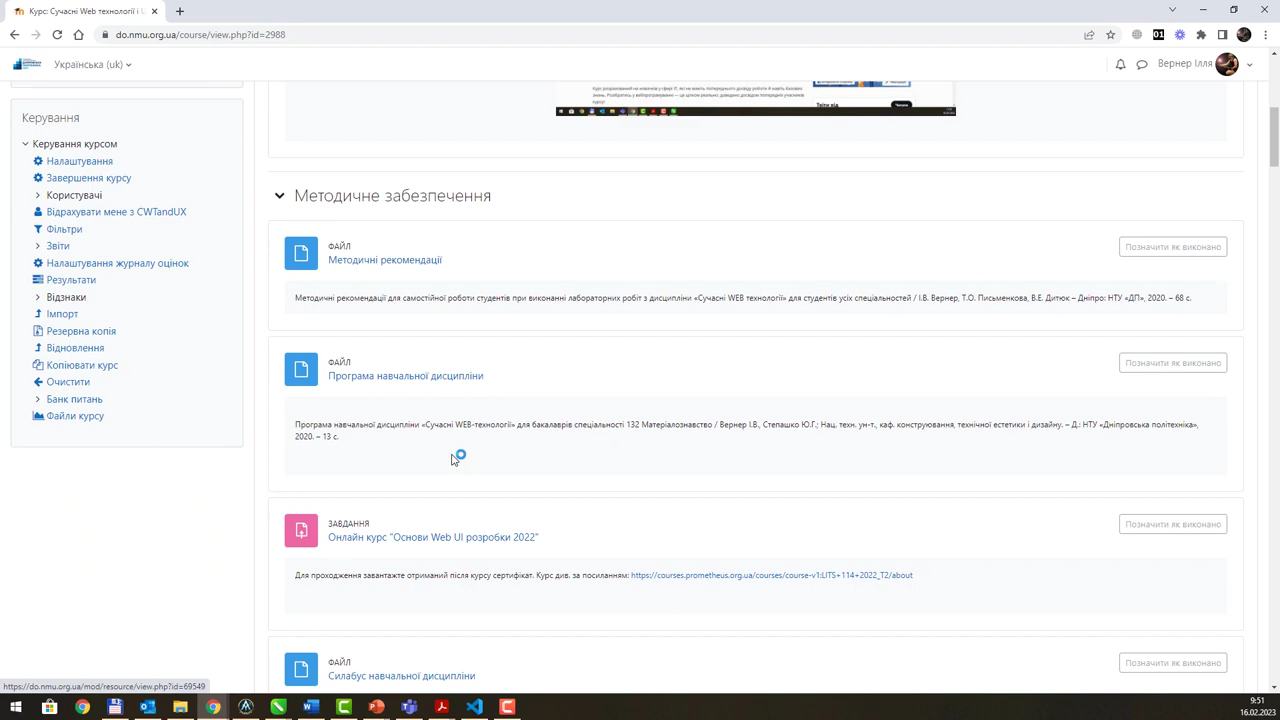 Курс: Сучасні Web технології і U
do.nmu.org.ua/course/view.php?id=2988
01
Українська (uk)
Вернер Ілля
Керування
Керування курсом
Налаштування
Завершення курсу
Користувачі
Відрахувати мене з CWTandUX
Фільтри
Звіти
Налаштування журналу оцінок
Результати
Відзнаки
Імпорт
Резервна копія
Відновлення
Копіювати курс
Очистити
Банк питань
Файли курсу
Методичне забезпечення
ФАЙЛ
Методичні рекомендації
Позначити як виконано
Методичні рекомендації для самостійної роботи студентів при виконанні лабораторних робіт з дисципліни «Сучасні WEB технології» для студентів усіх спеціальностей / І.В. Вернер, Т.О. Письменкова, В.Е. Дитюк – Дніпро: НТУ «ДП», 2020. – 68 с.
ФАЙЛ
Програма навчальної дисципліни
Позначити як виконано
Програма навчальної дисципліни «Сучасні WEB-технології» для бакалаврів спеціальності 132 Матеріалознавство / Вернер І.В., Степашко Ю.Г.; Нац. техн. ун-т., каф. конструювання, технічної естетики і дизайну. – Д.: НТУ «Дніпровська політехніка»,
2020. – 13 с.
ЗАВДАННЯ
Онлайн курс "Основи Web UI розробки 2022"
Позначити як виконано
Для проходження завантажте отриманий після курсу сертифікат. Курс див. за посиланням: https://courses.prometheus.org.ua/courses/course-v1:LITS+114+2022_T2/about
ФАЙЛ
Силабус навчальної дисципліни
Позначити як виконано
https://do.nmu.org.ua/mod/resource/view.php?id=69549
9:51
16.02.2023